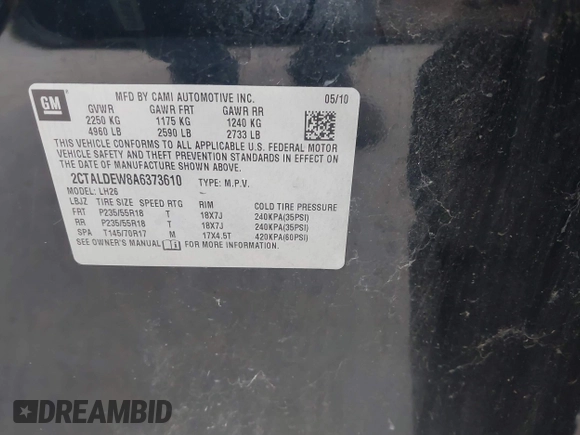 GM
MFD BY CAMI AUTOMOTIVE INC. 05/10
GVWR GAWR FRT GAWR RR
2250 KG 1175 KG 1240 KG
4960 LB 2590 LB 2733 LB
THIS VEHICLE CONFORMS TO ALL APPLICABLE U.S. FEDERAL MOTOR
VEHICLE SAFETY AND THEFT PREVENTION STANDARDS IN EFFECT ON THE
DATE OF MANUFACTURE SHOWN ABOVE.
2CTALDEW8A6373610 TYPE: M.P.V.
MODEL: LH26 –
LBJZ TIRE SIZE SPEED RTG RIM COLD TIRE PRESSURE
FRT P235/55R18 T 18X7J 240KPA(35PSI)
RR P235/55R18 T 18X7J 240KPA(35PSI)
SPA T145/70R17 M 17X4.5T 420KPA(60PSI)
SEE OWNER'S MANUAL FOR MORE INFORMATION.
DREAMBID